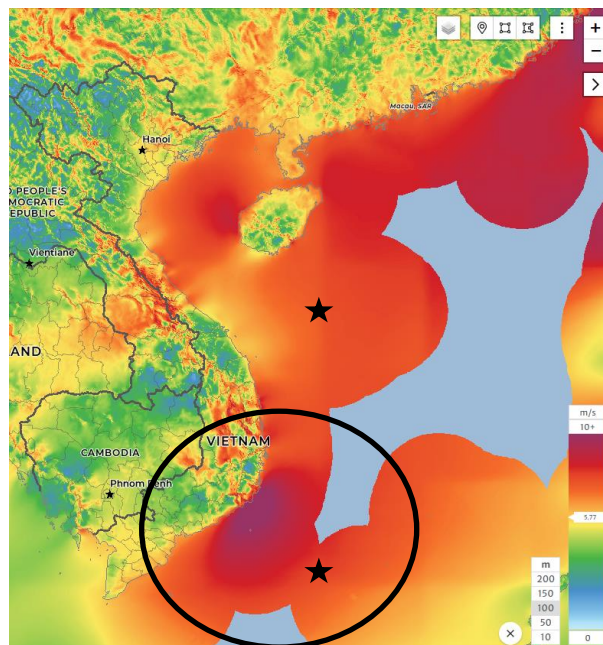 +
−
Macau, SAR
Hanoi
O PEOPLE'S
MOCRATIC
EPUBLIC
Vientiane
AND
VIETNAM
CAMBODIA
Phnom Penh
m/s
10+
5.77
0
m
200
150
100
50
10